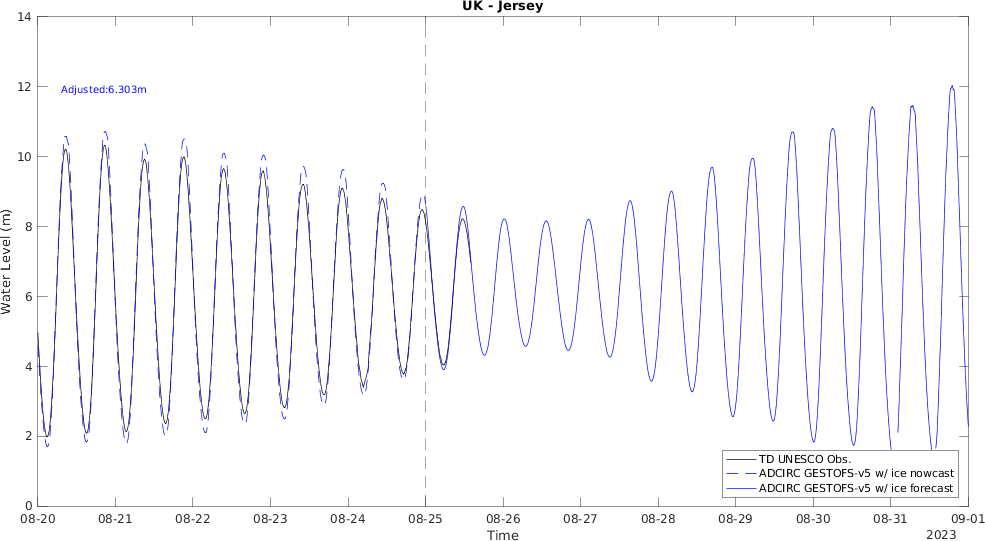 UK - Jersey
14
12
10
8
6
4
2
0
Water Level (m)
Adjusted:6.303m
TD UNESCO Obs.
ADCIRC GESTOFS-v5 w/ ice nowcast
ADCIRC GESTOFS-v5 w/ ice forecast
08-20 08-21 08-22 08-23 08-24 08-25 08-26 08-27 08-28 08-29 08-30 08-31 09-01
Time
2023